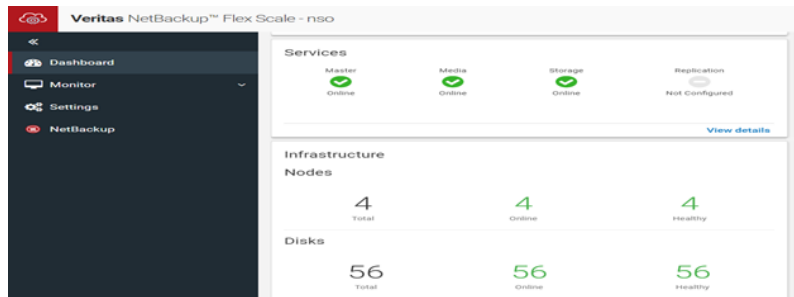 Veritas NetBackup™ Flex Scale - nso
Dashboard
Monitor
Settings
NetBackup
Services
Master Media Storage Replication
Online Online Online Not Configured
View details
Infrastructure
Nodes
4 4 4
Total Online Healthy
Disks
56 56 56
Total Online Healthy